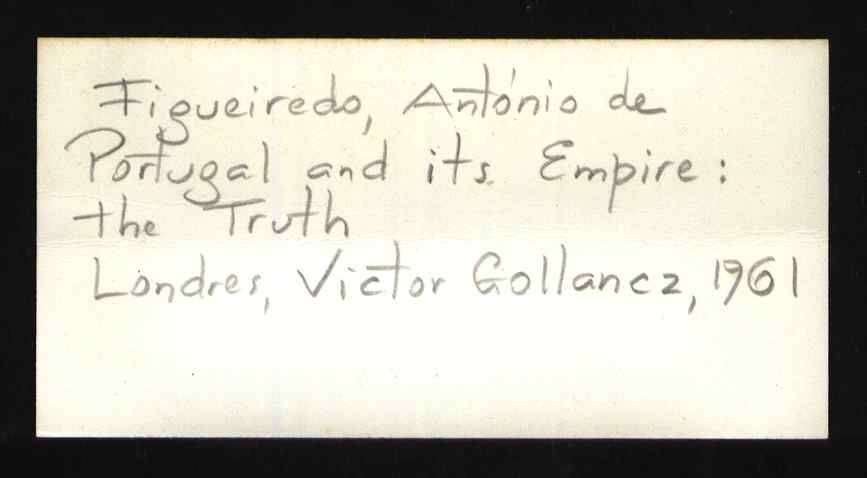 Figueiredo, António de
Portugal and its Empire:
the Truth
Londres, Victor Gollancz, 1961